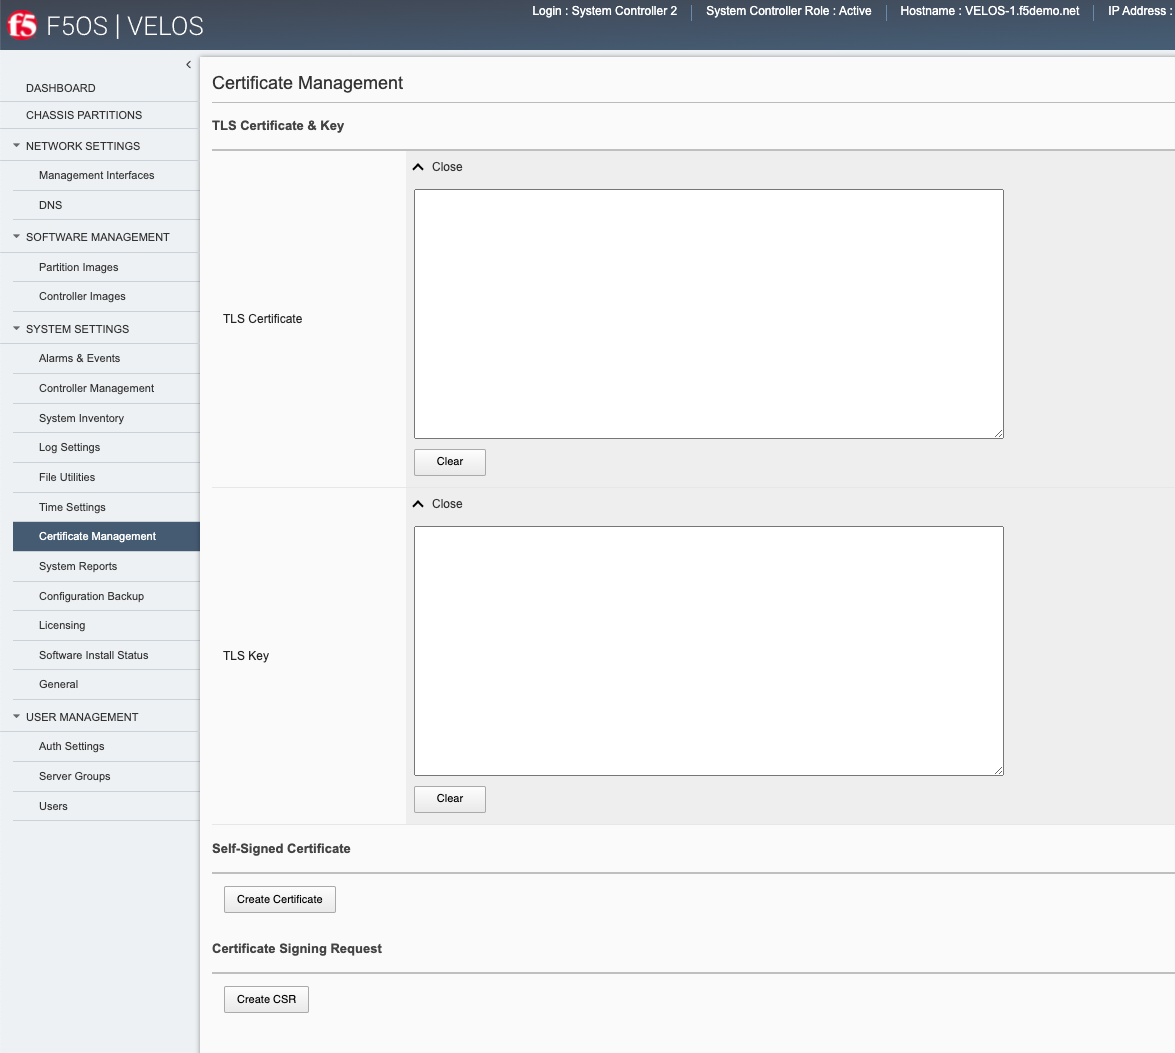 f5 F5OS | VELOS
Login : System Controller 2 | System Controller Role : Active | Hostname : VELOS-1.f5demo.net | IP Address :
DASHBOARD
CHASSIS PARTITIONS
NETWORK SETTINGS
Management Interfaces
DNS
SOFTWARE MANAGEMENT
Partition Images
Controller Images
SYSTEM SETTINGS
Alarms & Events
Controller Management
System Inventory
Log Settings
File Utilities
Time Settings
Certificate Management
System Reports
Configuration Backup
Licensing
Software Install Status
General
USER MANAGEMENT
Auth Settings
Server Groups
Users
Certificate Management
TLS Certificate & Key
Close
TLS Certificate
Clear
Close
TLS Key
Clear
Self-Signed Certificate
Create Certificate
Certificate Signing Request
Create CSR